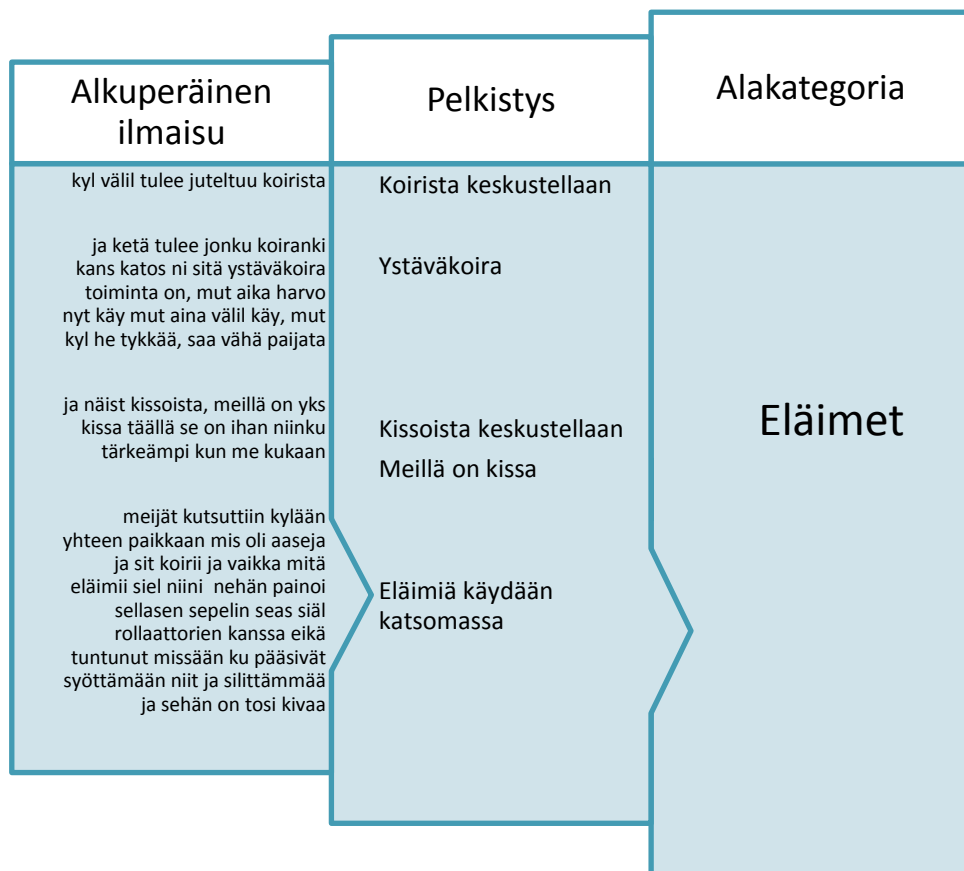 Alkuperäinen
ilmaisu
Pelkistys
Alakategoria
kyl välil tulee juteltuu koirista
ja ketä tulee jonku koiranki
kans katos ni sitä ystäväkoira
toiminta on, mut aika harvo
nyt käy mut aina välil käy, mut
kyl he tykkää, saa vähä paijata
ja näist kissoista, meillä on yks
kissa täällä se on ihan niinku
tärkeämpi kun me kukaan
meijät kutsuttiin kylään
yhteen paikkaan mis oli aaseja
ja sit koirii ja vaikka mitä
eläimii siel niini  nehän painoi
sellasen sepelin seas siäl
rollaattorien kanssa eikä
tuntunut missään ku pääsivät
syöttämään niit ja silittämmää
ja sehän on tosi kivaa
Koirista keskustellaan
Ystäväkoira
Kissoista keskustellaan
Meillä on kissa
Eläimiä käydään
katsomassa
Eläimet